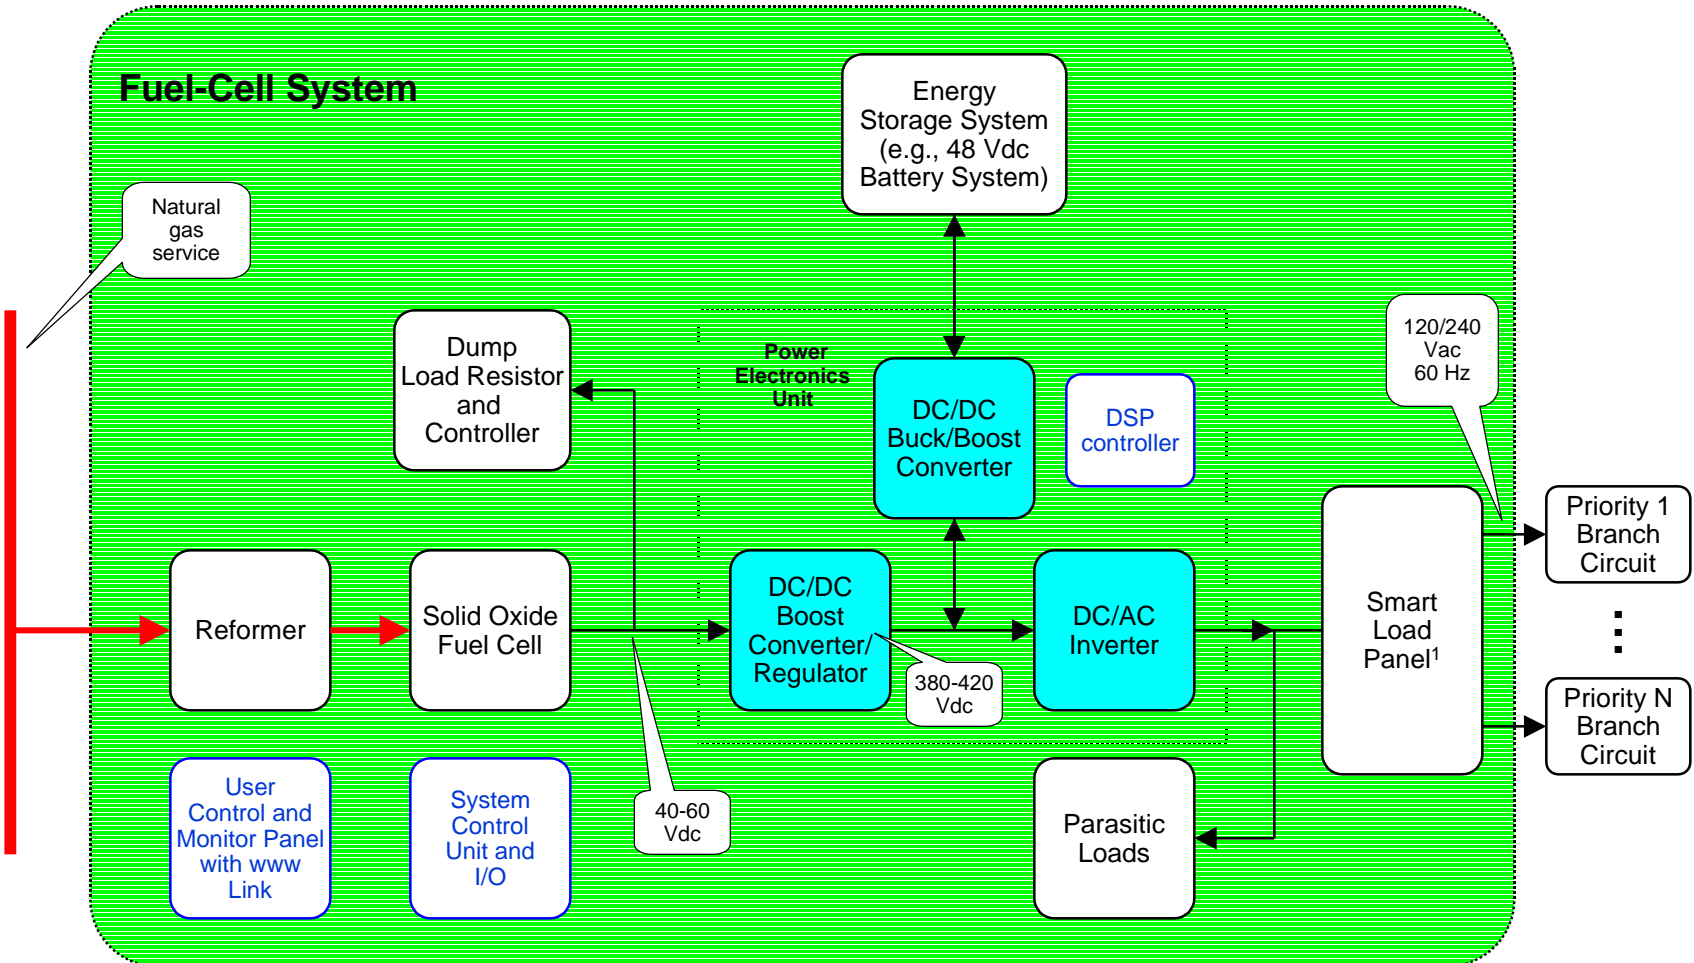 Fuel-Cell System
Energy
Storage System
(e.g., 48 Vdc
Battery System)
Natural
gas
service
Dump
Load Resistor
and
Controller
Power
Electronics
Unit
DC/DC
Buck/Boost
Converter
DSP
controller
120/240
Vac
60 Hz
Reformer
Solid Oxide
Fuel Cell
DC/DC
Boost
Converter/
Regulator
380-420
Vdc
DC/AC
Inverter
Smart
Load
Panel¹
Priority 1
Branch
Circuit
Priority N
Branch
Circuit
User
Control and
Monitor Panel
with www
Link
System
Control
Unit and
I/O
40-60
Vdc
Parasitic
Loads